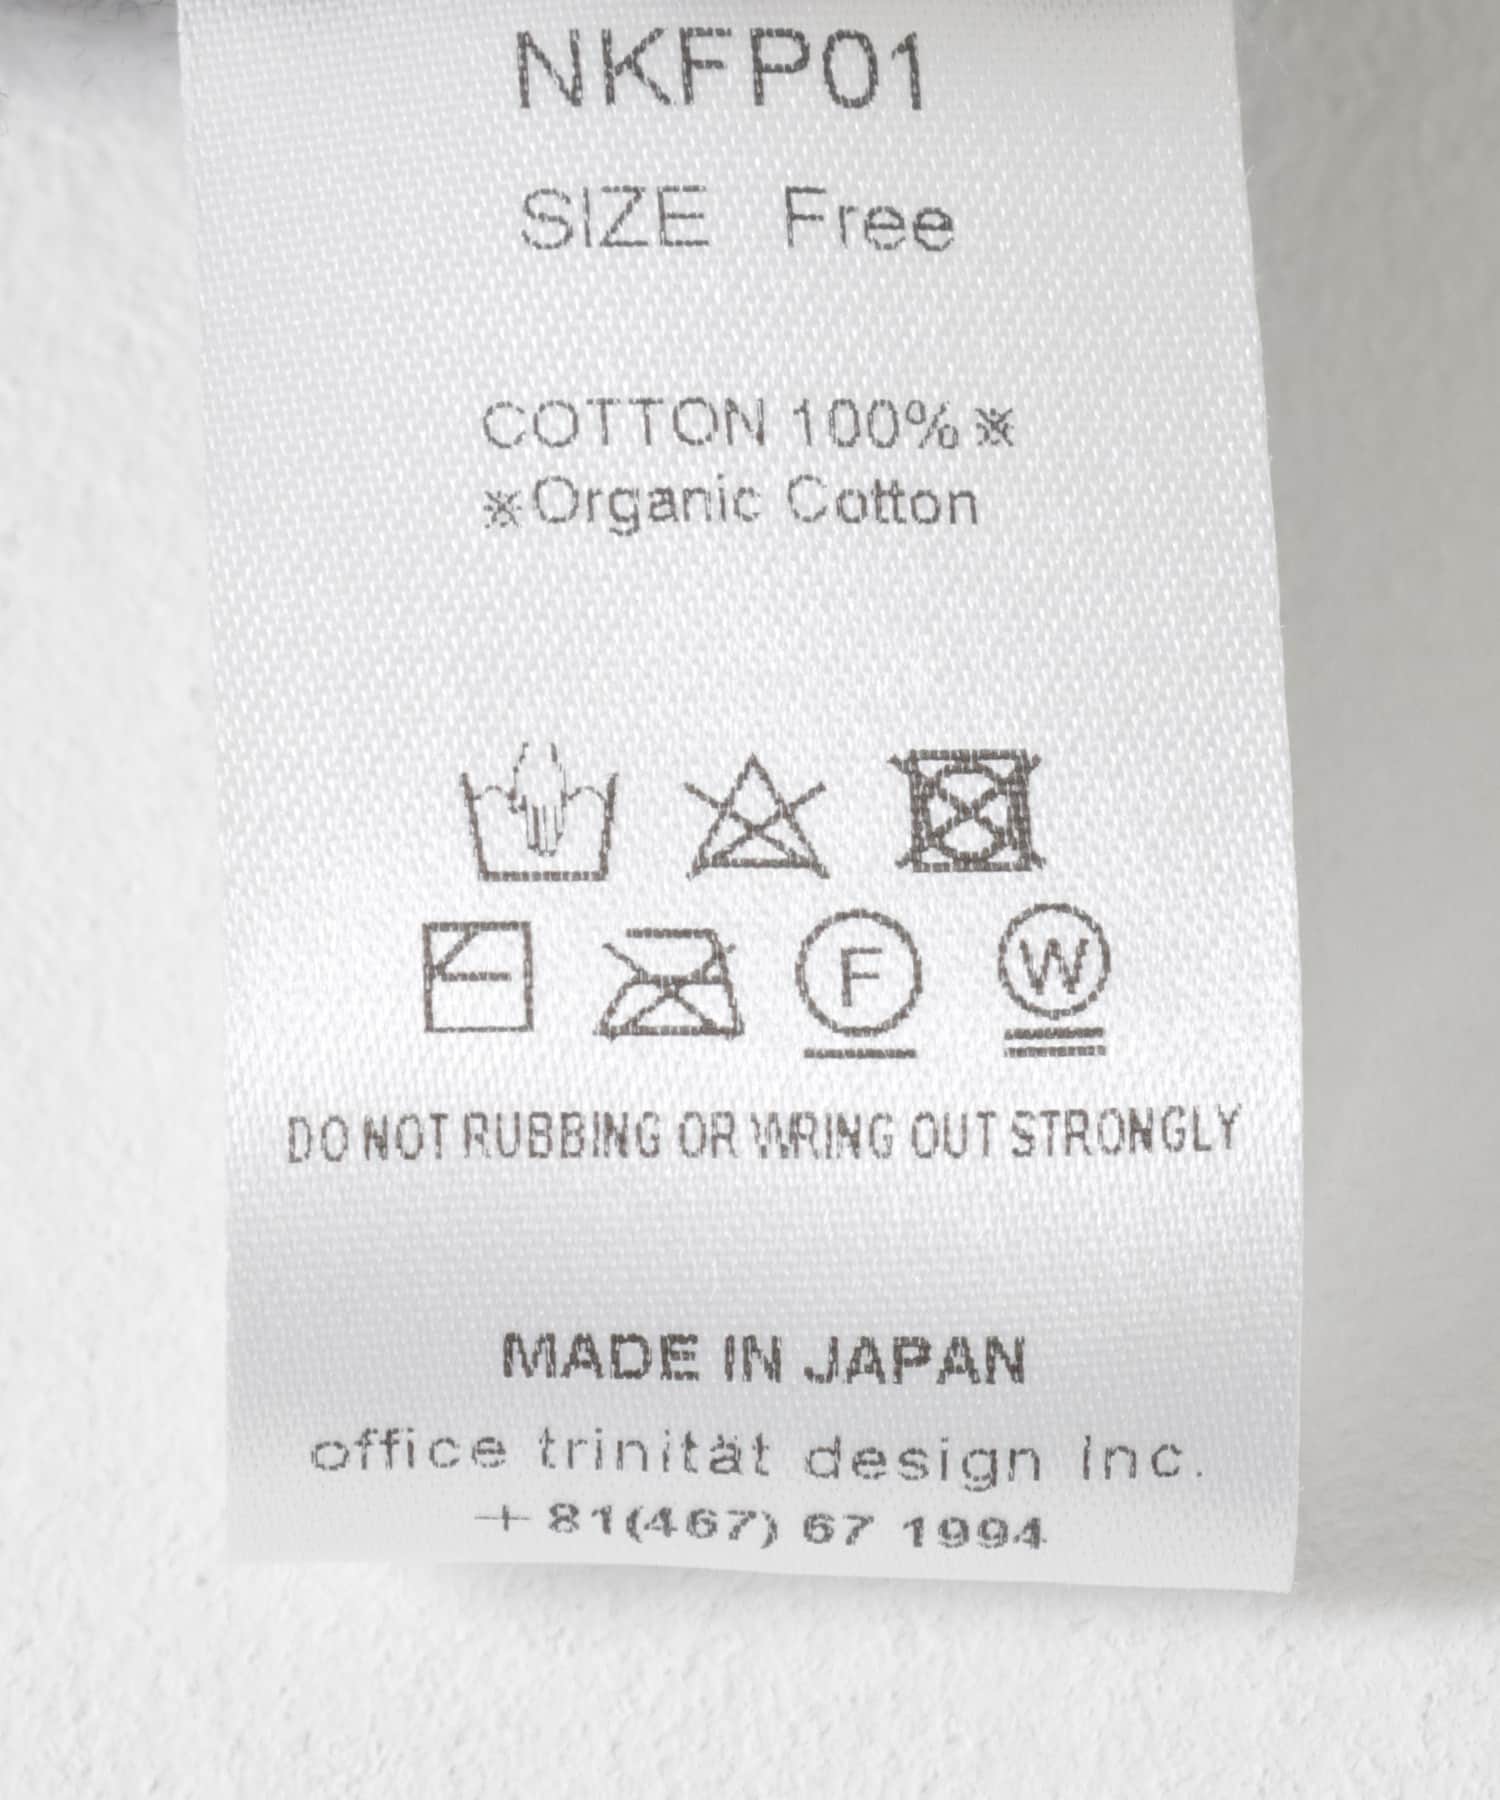 NKFP01
SIZE Free
COTTON 100%※
※Organic Cotton
F W
DO NOT RUBBING OR WRING OUT STRONGLY
MADE IN JAPAN
office trinität design Inc.
+81(467) 67 1994